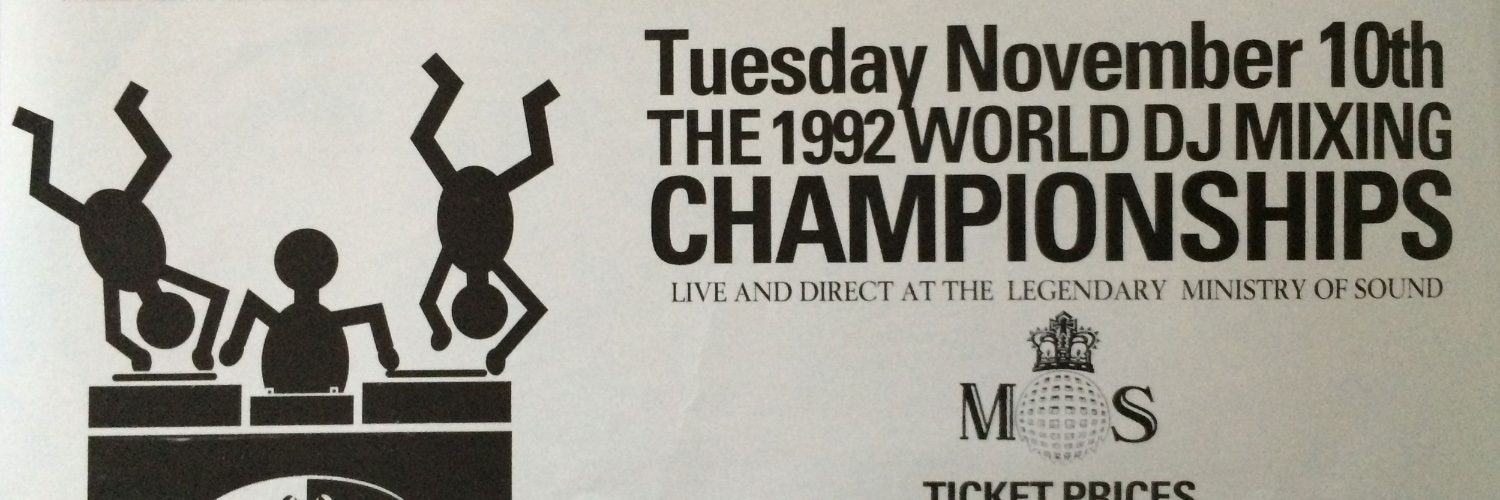 Tuesday November 10th
THE 1992 WORLD DJ MIXING
CHAMPIONSHIPS
LIVE AND DIRECT AT THE LEGENDARY MINISTRY OF SOUND
M S
TICKET PRICES